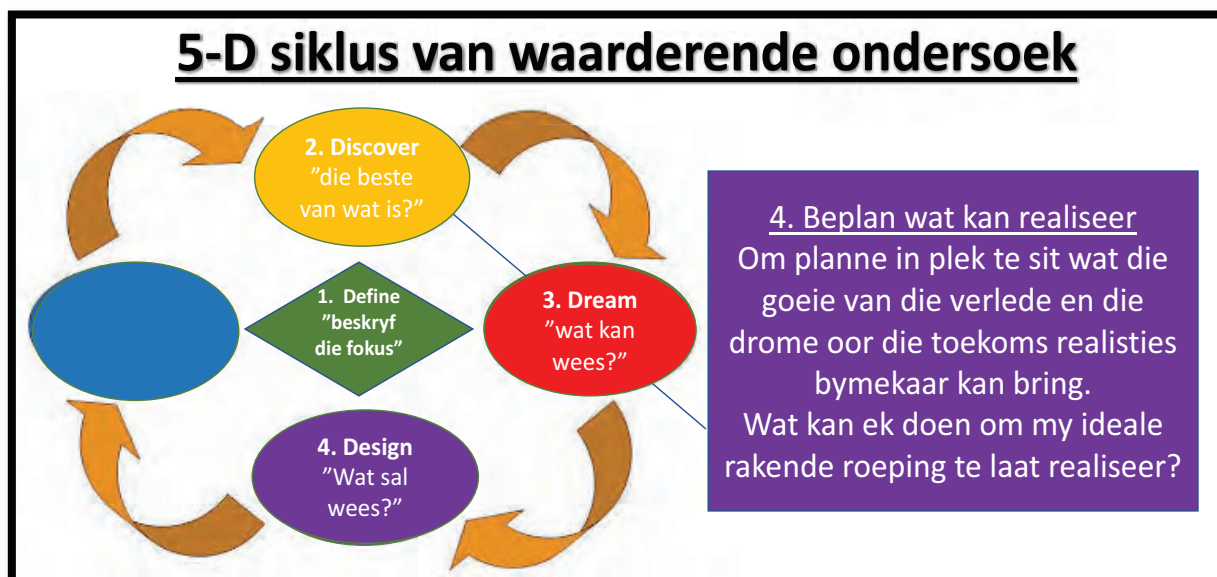 5-D siklus van waarderende ondersoek
2. Discover
”die beste
van wat is?”
1. Define
”beskryf
die fokus”
3. Dream
”wat kan
wees?”
4. Design
”Wat sal
wees?”
4. Beplan wat kan realiseer
Om planne in plek te sit wat die
goeie van die verlede en die
drome oor die toekoms realisties
bymekaar kan bring.
Wat kan ek doen om my ideale
rakende roeping te laat realiseer?